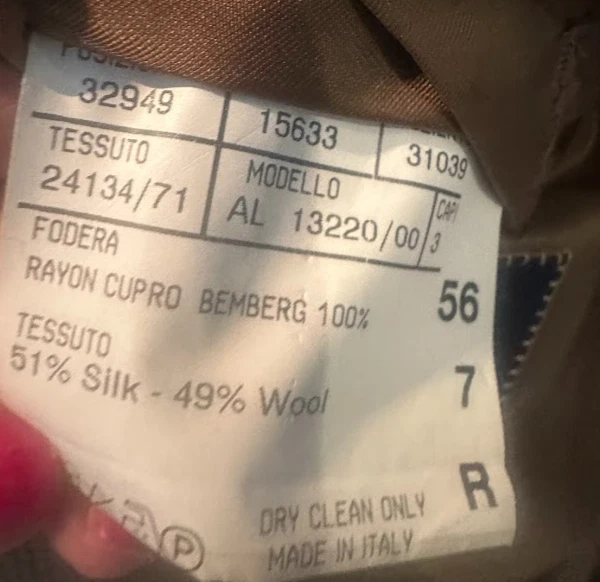 32949 15633 31039
TESSUTO MODELLO CAPI
24134/71 AL 13220/00 3
FODERA
RAYON CUPRO BEMBERG 100% 56
TESSUTO
51% Silk - 49% Wool 7
R
DRY CLEAN ONLY
P MADE IN ITALY